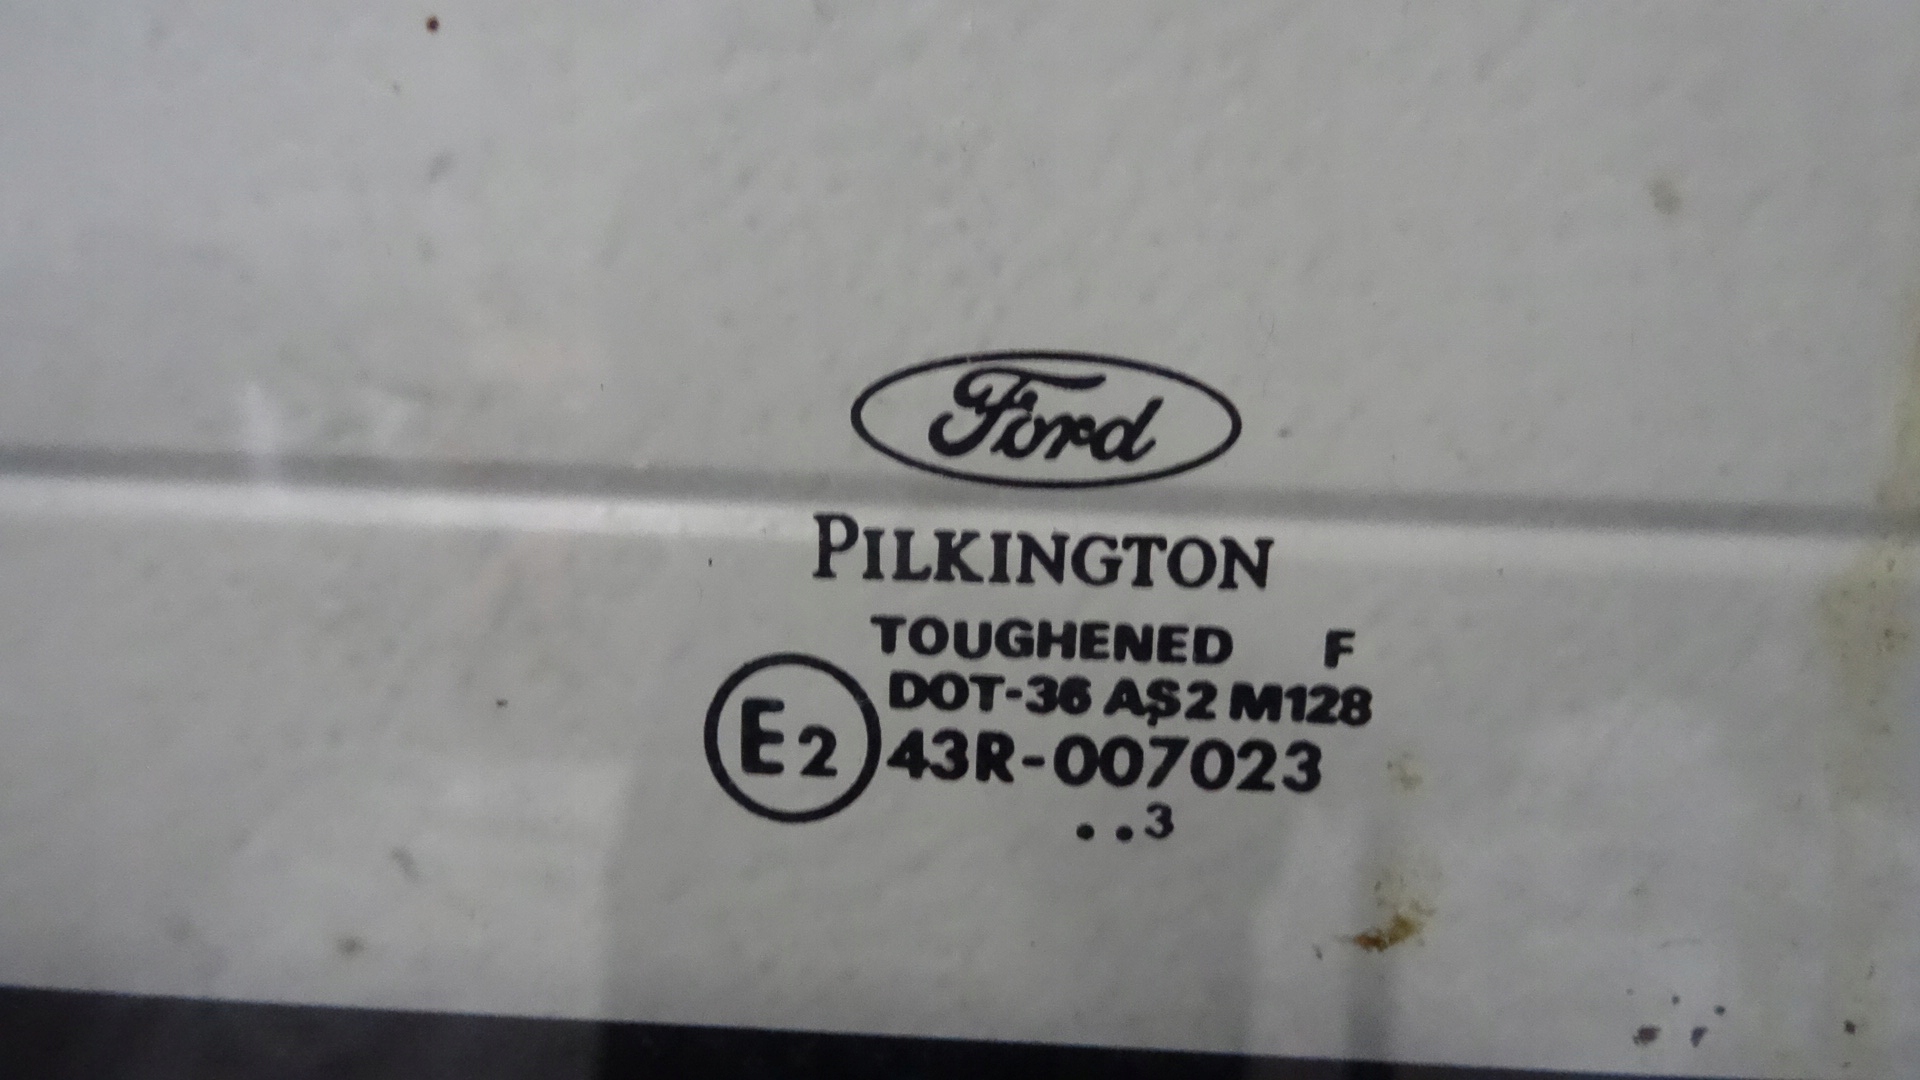 Ford
PILKINGTON
TOUGHENED F
DOT-36 AS2 M128
E2 43R-007023
..3